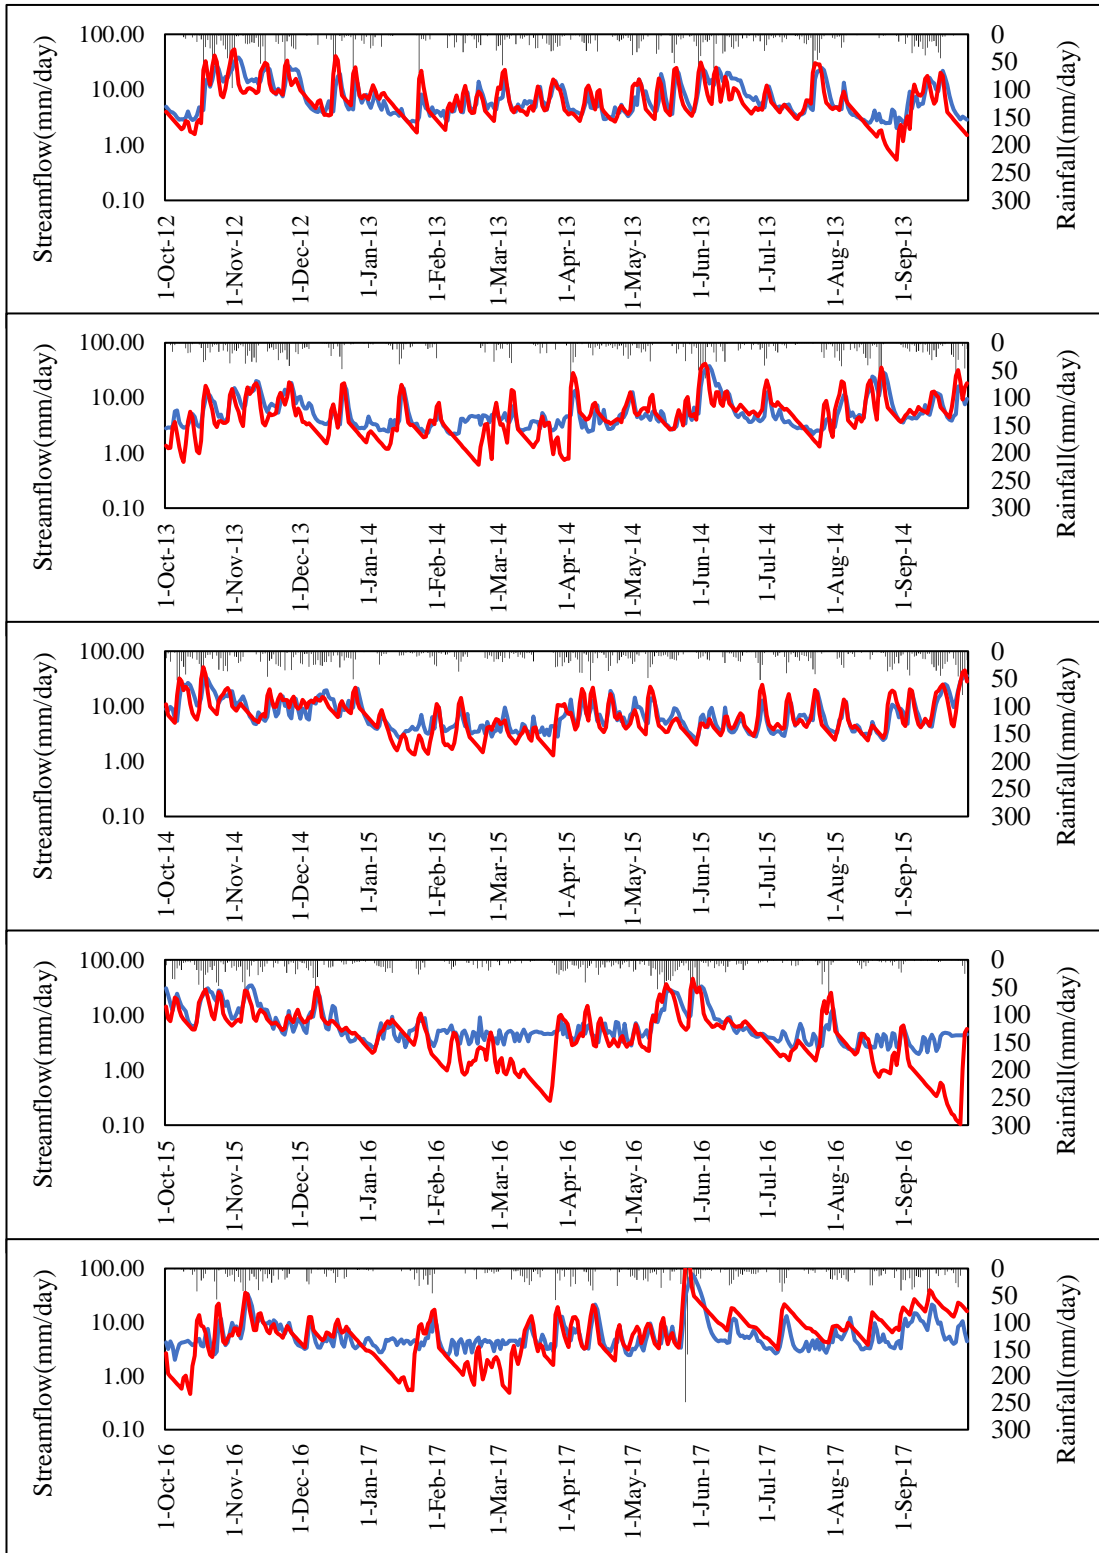 Streamflow(mm/day)
100.00
10.00
1.00
0.10
0
50
100
150
200
250
300
Rainfall(mm/day)
1-Oct-12
1-Nov-12
1-Dec-12
1-Jan-13
1-Feb-13
1-Mar-13
1-Apr-13
1-May-13
1-Jun-13
1-Jul-13
1-Aug-13
1-Sep-13
Streamflow(mm/day)
100.00
10.00
1.00
0.10
0
50
100
150
200
250
300
Rainfall(mm/day)
1-Oct-13
1-Nov-13
1-Dec-13
1-Jan-14
1-Feb-14
1-Mar-14
1-Apr-14
1-May-14
1-Jun-14
1-Jul-14
1-Aug-14
1-Sep-14
Streamflow(mm/day)
100.00
10.00
1.00
0.10
0
50
100
150
200
250
300
Rainfall(mm/day)
1-Oct-14
1-Nov-14
1-Dec-14
1-Jan-15
1-Feb-15
1-Mar-15
1-Apr-15
1-May-15
1-Jun-15
1-Jul-15
1-Aug-15
1-Sep-15
Streamflow(mm/day)
100.00
10.00
1.00
0.10
0
50
100
150
200
250
300
Rainfall(mm/day)
1-Oct-15
1-Nov-15
1-Dec-15
1-Jan-16
1-Feb-16
1-Mar-16
1-Apr-16
1-May-16
1-Jun-16
1-Jul-16
1-Aug-16
1-Sep-16
Streamflow(mm/day)
100.00
10.00
1.00
0.10
0
50
100
150
200
250
300
Rainfall(mm/day)
1-Oct-16
1-Nov-16
1-Dec-16
1-Jan-17
1-Feb-17
1-Mar-17
1-Apr-17
1-May-17
1-Jun-17
1-Jul-17
1-Aug-17
1-Sep-17